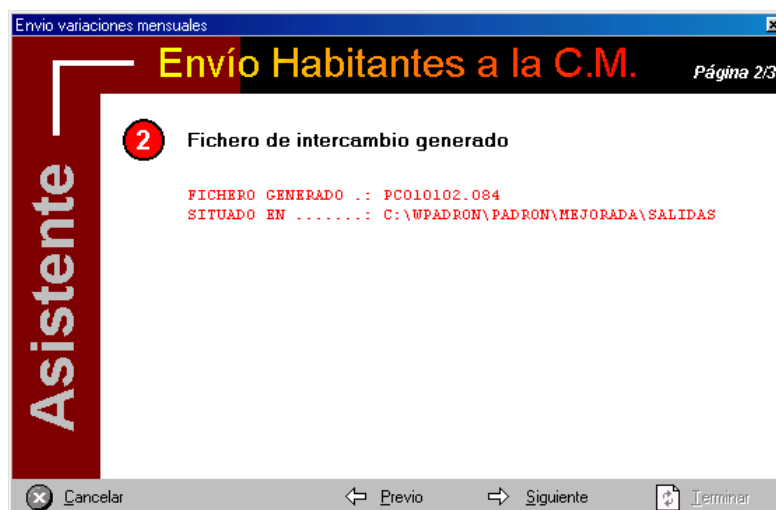 Envio variaciones mensuales
Envío Habitantes a la C.M.
Página 2/3
Asistente
2
Fichero de intercambio generado
FICHERO GENERADO .: PC010102.084
SITUADO EN .......: C:\WPADRON\PADRON\MEJORADA\SALIDAS
Cancelar
Previo
Siguiente
Terminar